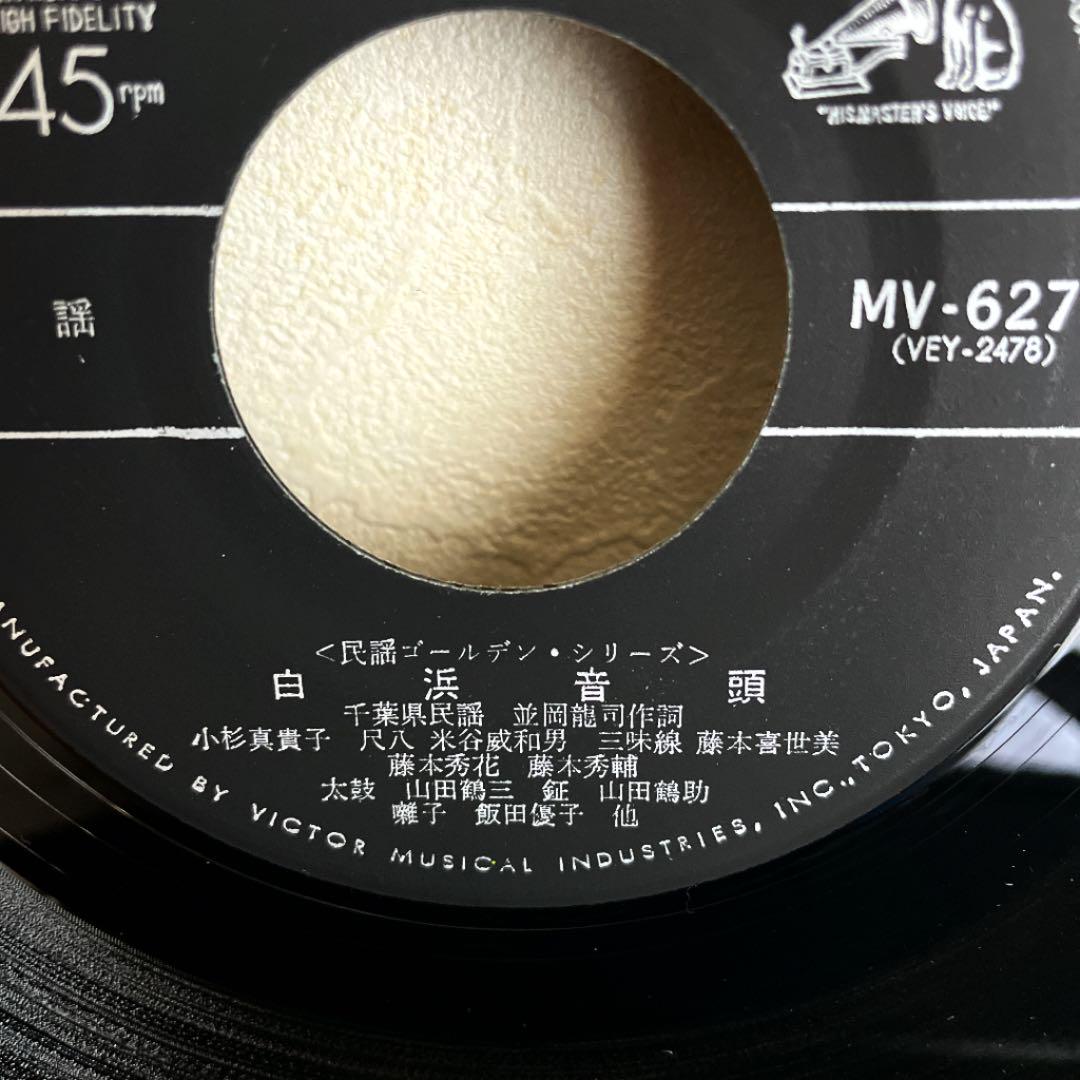 HIGH FIDELITY
45 rpm
"HIS MASTER'S VOICE"
謡
MV-627
(VEY-2478)
<民謡ゴールデン・シリーズ>
白浜音頭
千葉県民謡 並岡龍司作詞
小杉真貴子 尺八 米谷威和男 三味線 藤本喜世美
藤本秀花 藤本秀輔
太鼓 山田鶴三 鉦 山田鶴助
囃子 飯田優子 他
MANUFACTURED BY VICTOR MUSICAL INDUSTRIES, INC., TOKYO, JAPAN.